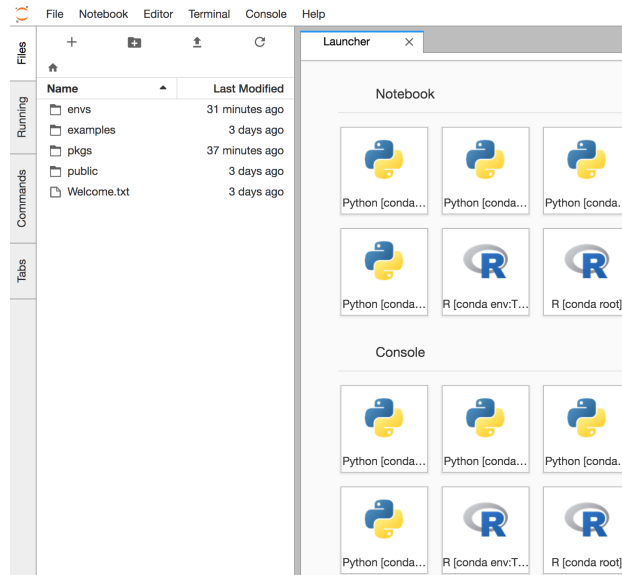 File Notebook Editor Terminal Console Help
Files
Running
Commands
Tabs
Name Last Modified
envs 31 minutes ago
examples 3 days ago
pkgs 37 minutes ago
public 3 days ago
Welcome.txt 3 days ago
Launcher
Notebook
Python [conda... Python [conda... Python [conda.
Python [conda... R [conda env:T... R [conda root]
Console
Python [conda... Python [conda... Python [conda.
Python [conda... R [conda env:T... R [conda root]